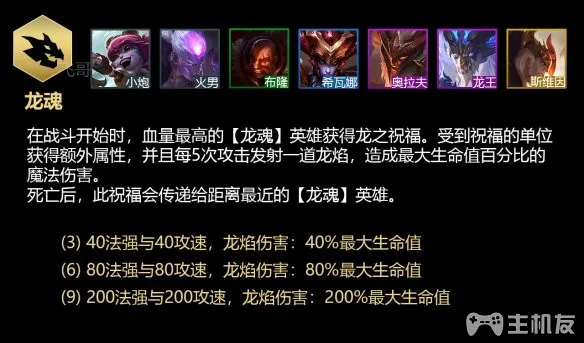 飞哥
小炮 火男 布隆 希瓦娜 奥拉夫 龙王 斯维因
龙魂
在战斗开始时，血量最高的【龙魂】英雄获得龙之祝福。受到祝福的单位
获得额外属性，并且每5次攻击发射一道龙焰，造成最大生命值百分比的
魔法伤害。
死亡后，此祝福会传递给距离最近的【龙魂】英雄。
(3) 40法强与40攻速，龙焰伤害：40%最大生命值
(6) 80法强与80攻速，龙焰伤害：80%最大生命值
(9) 200法强与200攻速，龙焰伤害：200%最大生命值
主机友